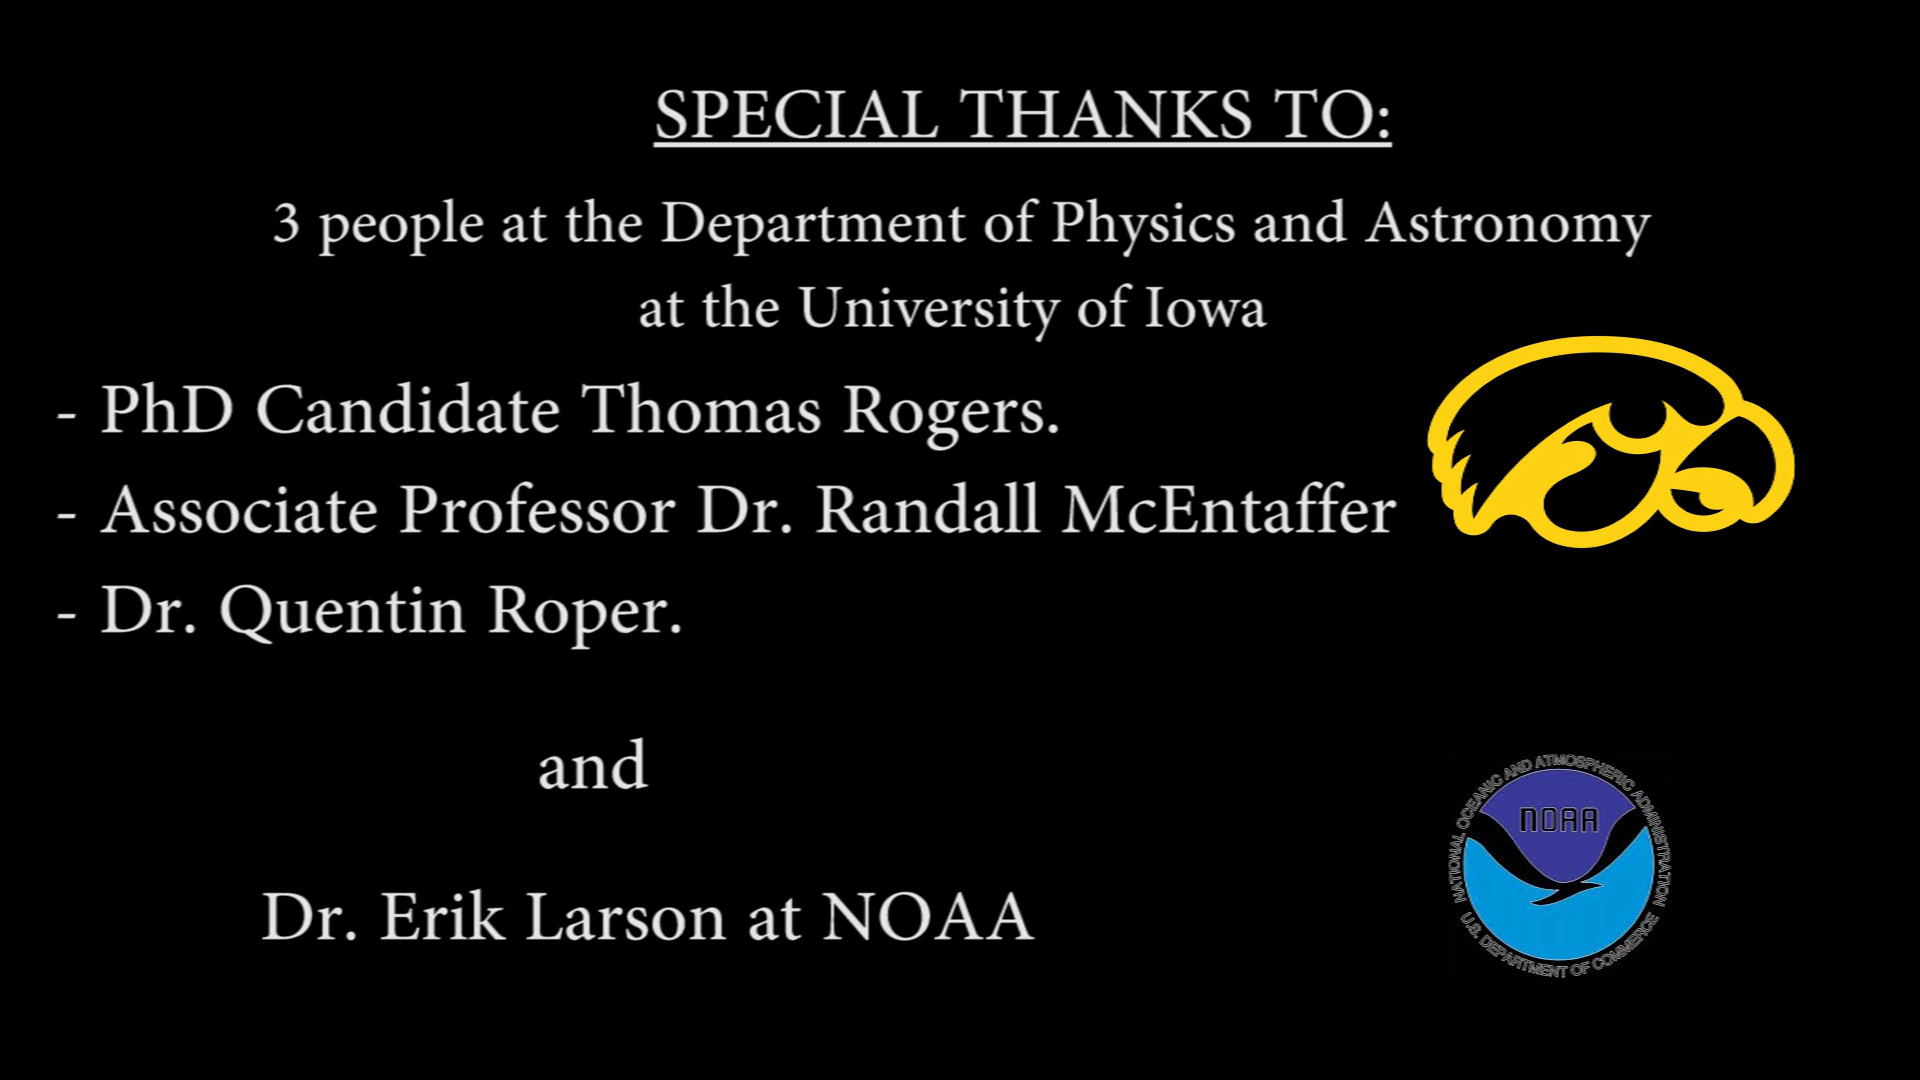 SPECIAL THANKS TO:
3 people at the Department of Physics and Astronomy
at the University of Iowa
- PhD Candidate Thomas Rogers.
- Associate Professor Dr. Randall McEntaffer
- Dr. Quentin Roper.
and
NATIONAL OCEANIC AND ATMOSPHERIC ADMINISTRATION
NOAA
U.S. DEPARTMENT OF COMMERCE
Dr. Erik Larson at NOAA